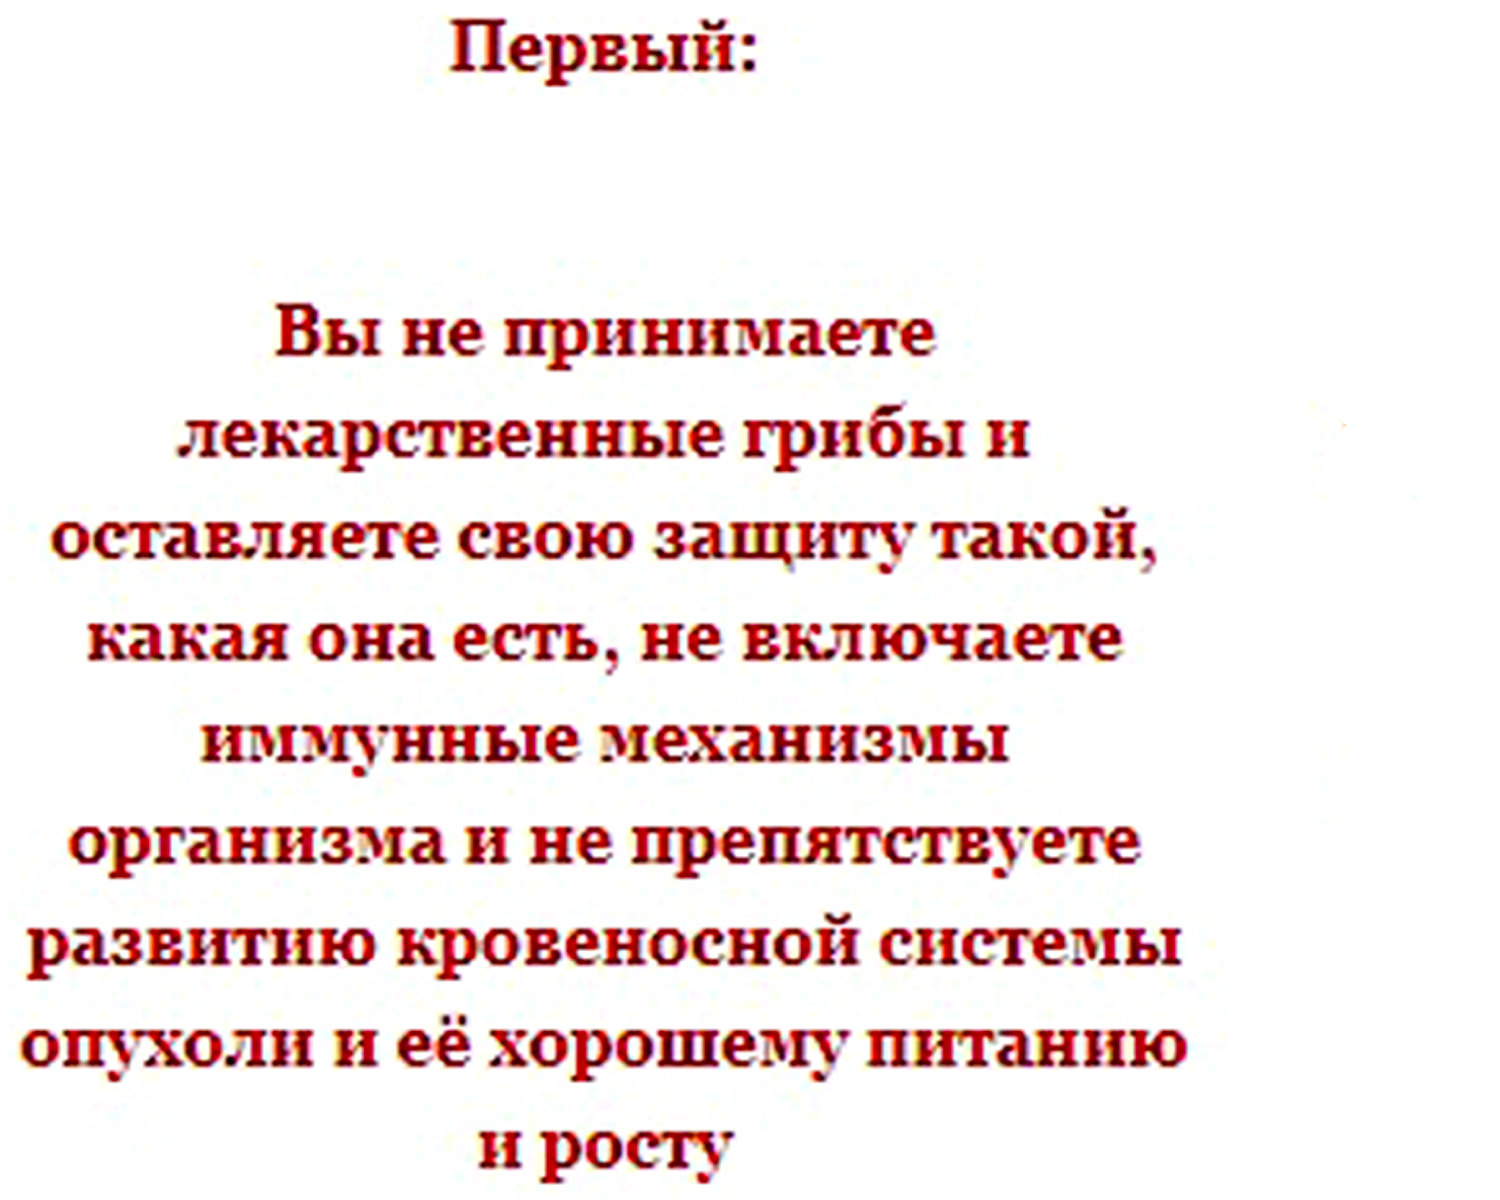 Первый:
Вы не принимаете
лекарственные грибы и
оставляете свою защиту такой,
какая она есть, не включаете
иммунные механизмы
организма и не препятствуете
развитию кровеносной системы
опухоли и её хорошему питанию
и росту